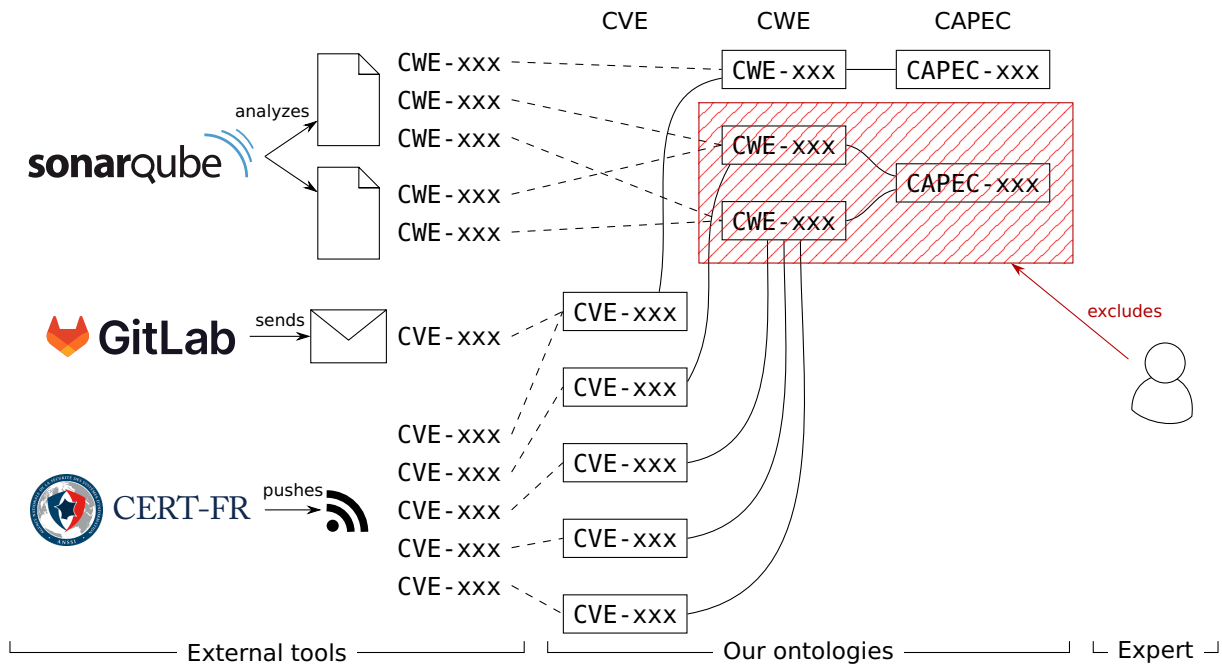 CVE CWE CAPEC
CWE-xxx CWE-xxx CAPEC-xxx
CWE-xxx
analyzes
CWE-xxx CWE-xxx
sonarqube
CAPEC-xxx
CWE-xxx
CWE-xxx CWE-xxx
CVE-xxx
excludes
sends
GitLab CVE-xxx
CVE-xxx
CVE-xxx
CVE-xxx CVE-xxx
pushes
CERT-FR CVE-xxx
CVE-xxx CVE-xxx
ANSSI
CVE-xxx
CVE-xxx
External tools Our ontologies Expert